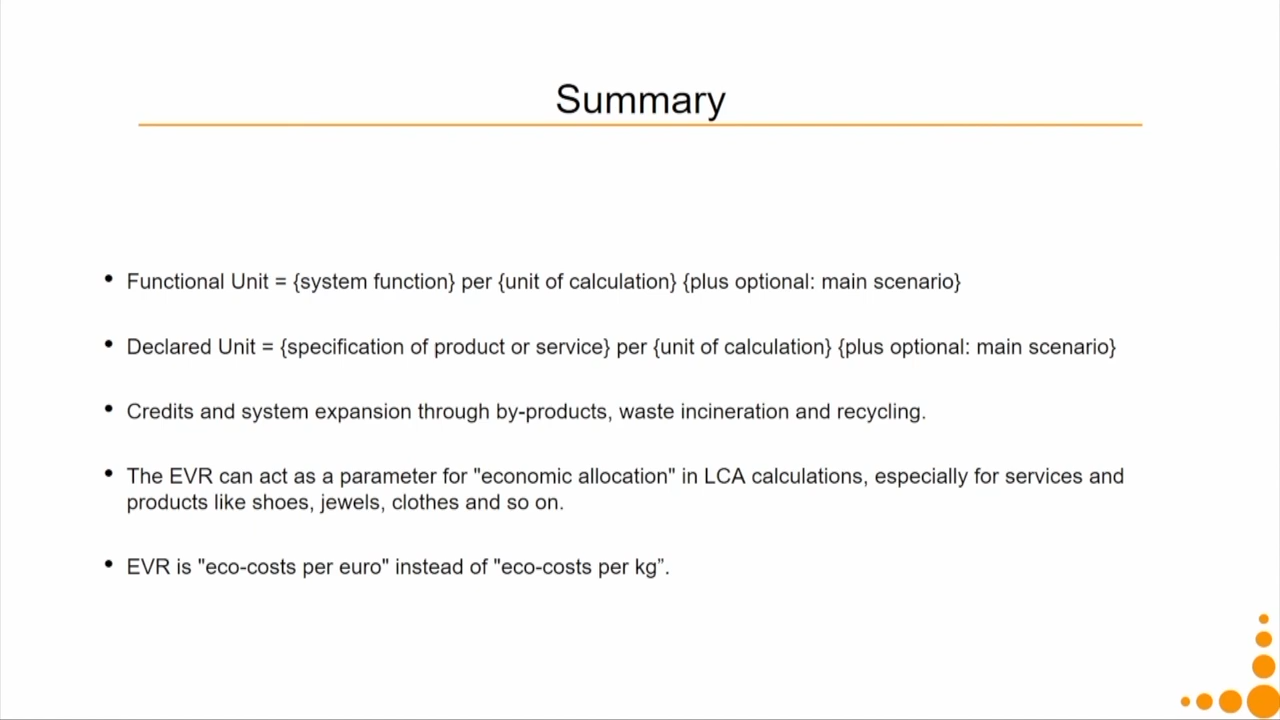 Summary
• Functional Unit = {system function} per {unit of calculation} {plus optional: main scenario}
• Declared Unit = {specification of product or service} per {unit of calculation} {plus optional: main scenario}
• Credits and system expansion through by-products, waste incineration and recycling.
• The EVR can act as a parameter for "economic allocation" in LCA calculations, especially for services and
products like shoes, jewels, clothes and so on.
• EVR is "eco-costs per euro" instead of "eco-costs per kg”.